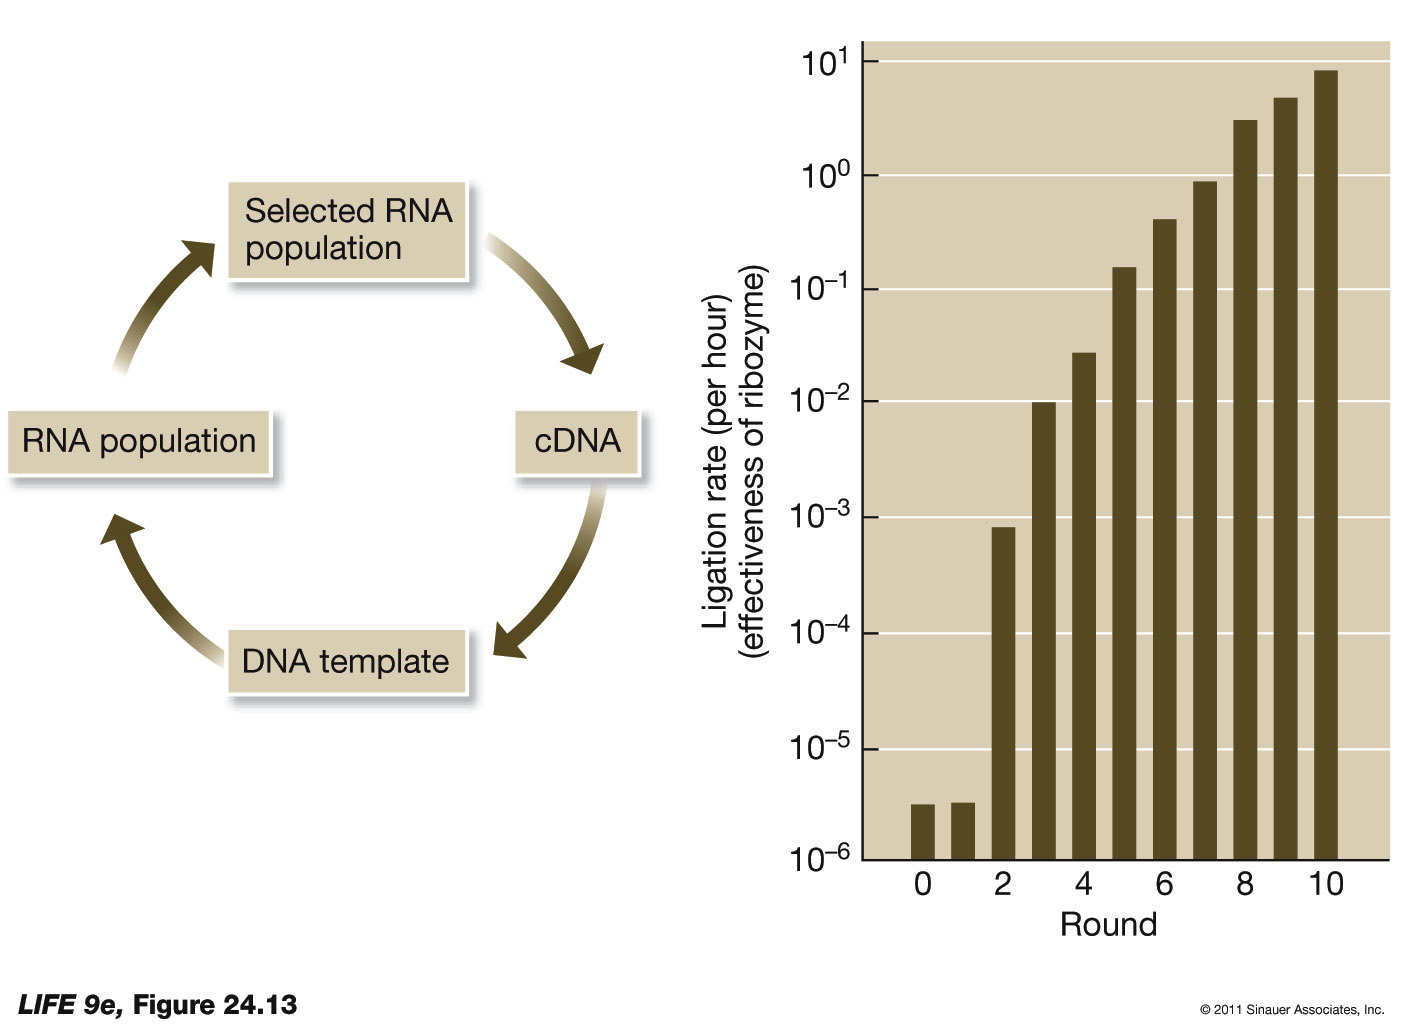 Selected RNA
population
RNA population
cDNA
DNA template
Ligation rate (per hour)
(effectiveness of ribozyme)
10¹
10⁰
10⁻¹
10⁻²
10⁻³
10⁻⁴
10⁻⁵
10⁻⁶
0 2 4 6 8 10
Round
LIFE 9e, Figure 24.13
© 2011 Sinauer Associates, Inc.